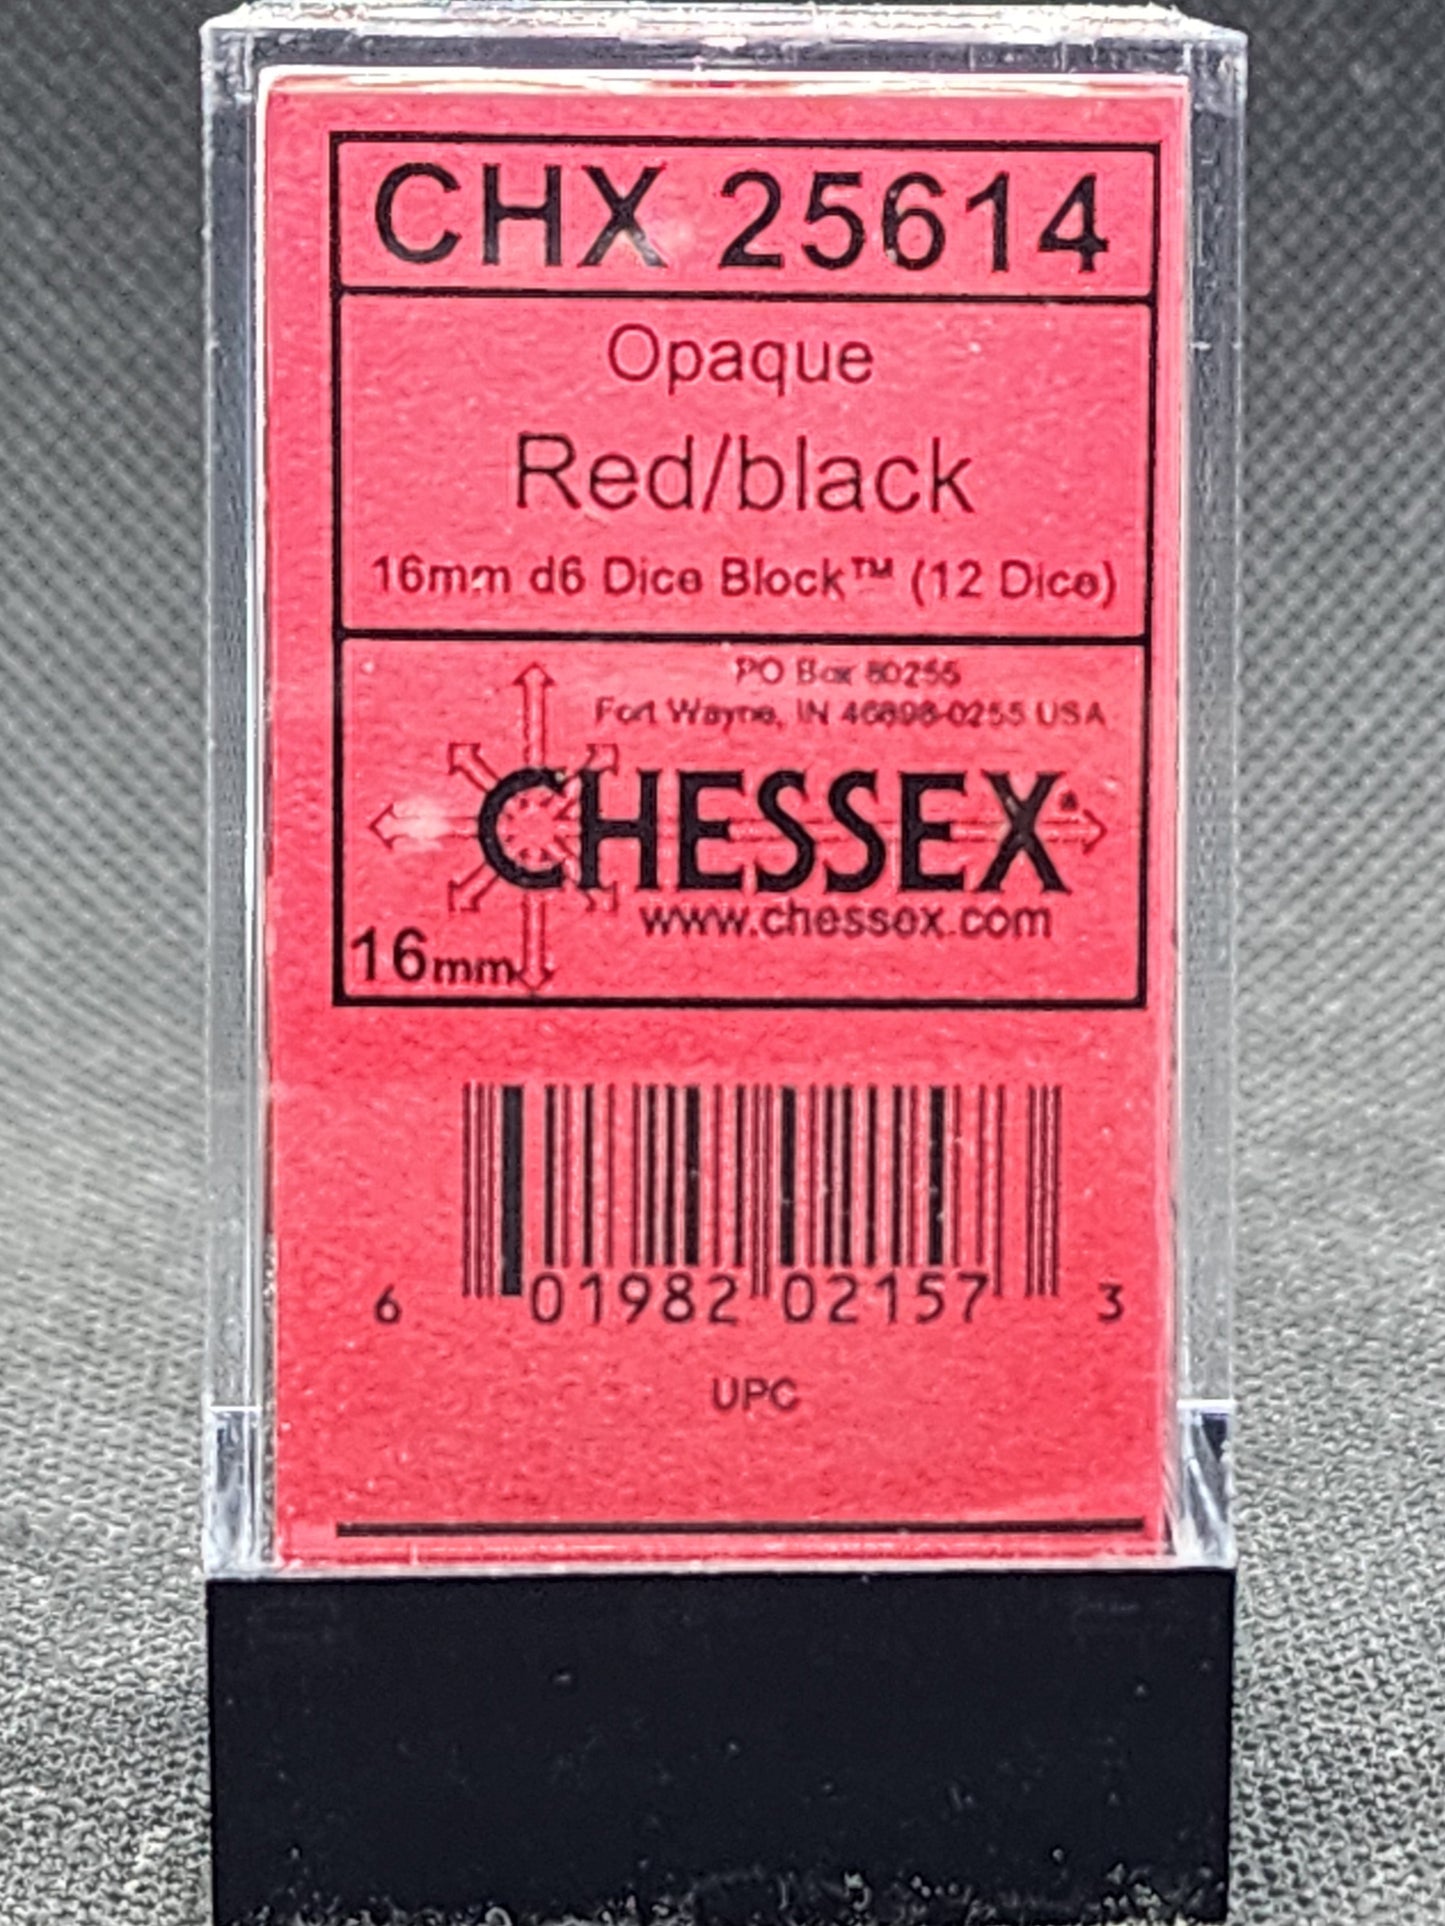 CHX 25614
Opaque
Red/black
16mm d6 Dice Block™ (12 Dice)
PO Box 80255
Fort Wayne, IN 46898-0255 USA
CHESSEX®
www.chessex.com
16mm
6 01982 02157 3
UPC